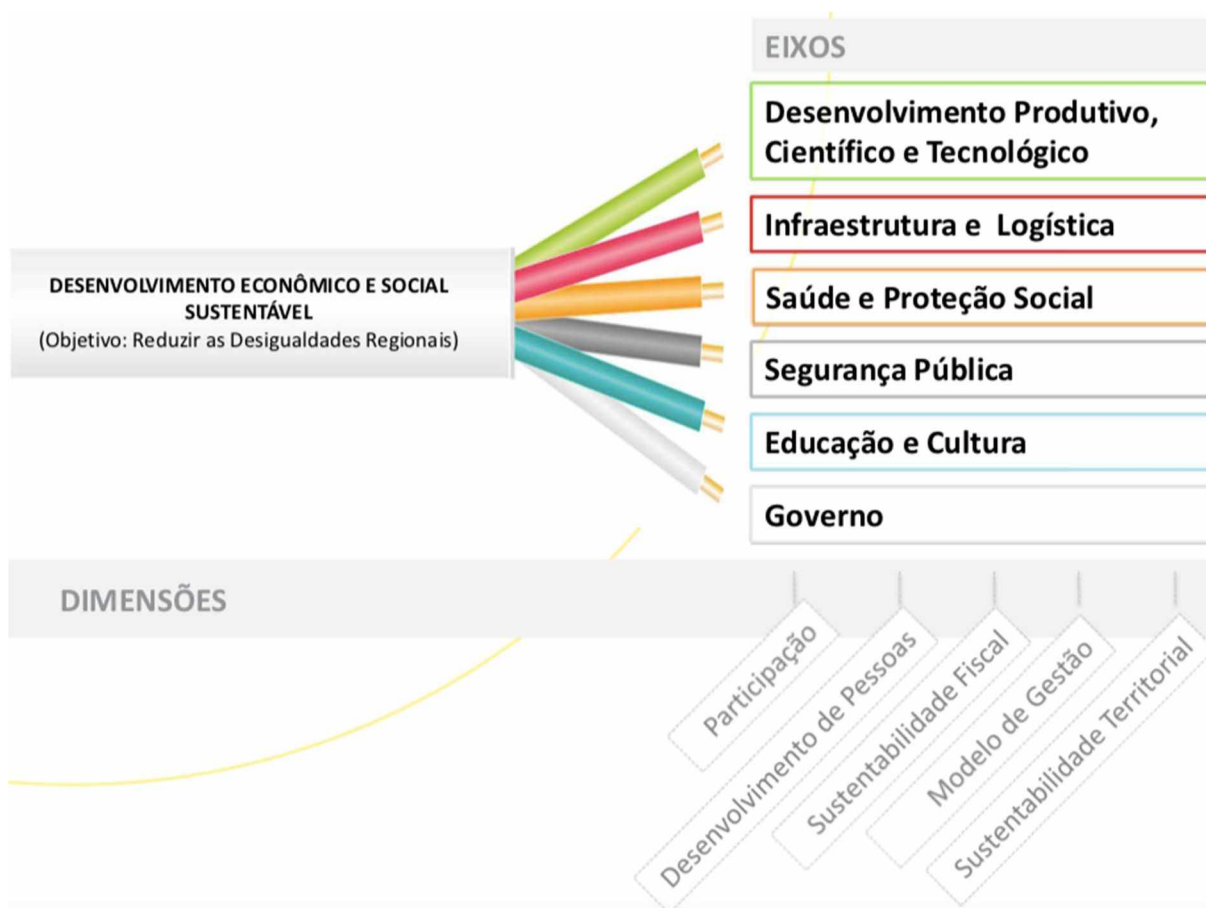 EIXOS
Desenvolvimento Produtivo,
Científico e Tecnológico
Infraestrutura e Logística
DESENVOLVIMENTO ECONÔMICO E SOCIAL
SUSTENTÁVEL
(Objetivo: Reduzir as Desigualdades Regionais)
Saúde e Proteção Social
Segurança Pública
Educação e Cultura
Governo
DIMENSÕES
Participação
Desenvolvimento de Pessoas
Sustentabilidade Fiscal
Modelo de Gestão
Sustentabilidade Territorial